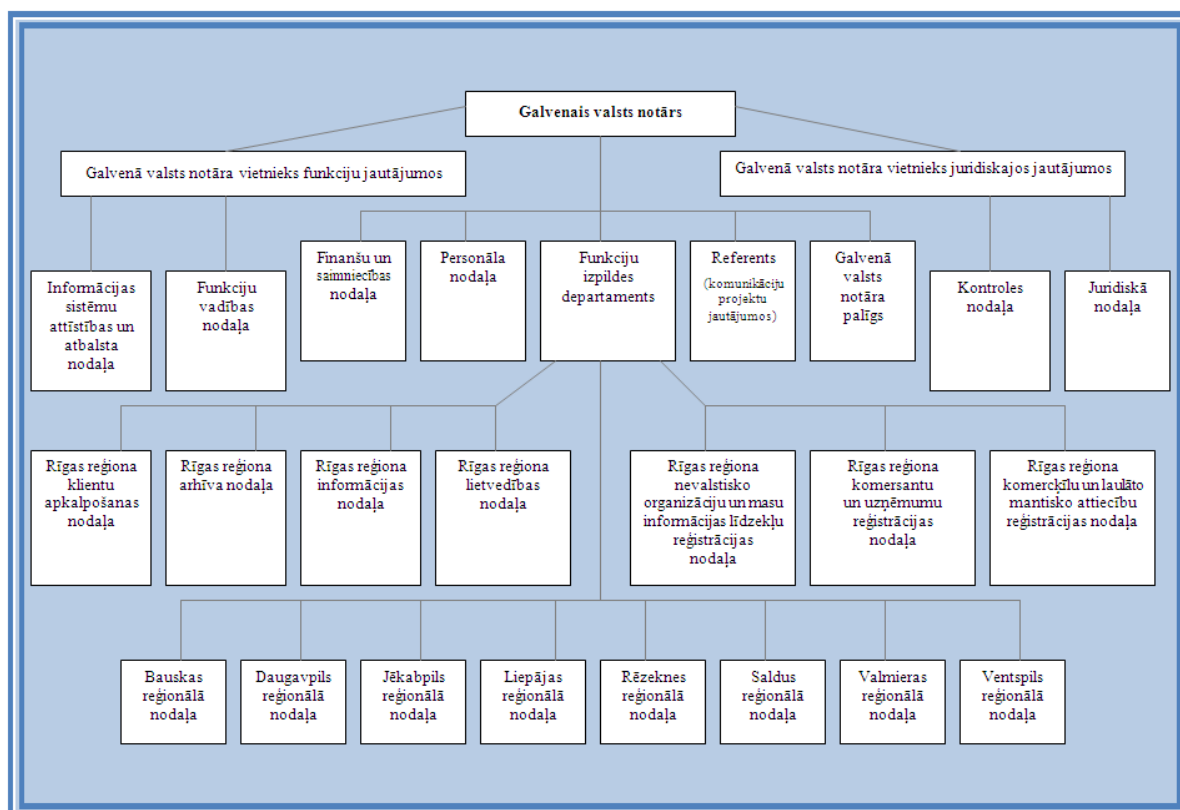 Galvenais valsts notārs
Galvenā valsts notāra vietnieks funkciju jautājumos
Galvenā valsts notāra vietnieks juridiskajos jautājumos
Finanšu un
saimniecības
nodaļa
Personāla
nodaļa
Funkciju
izpildes
departaments
Referents
(komunikāciju
projektu
jautājumos)
Galvenā
valsts
notāra
palīgs
Informācijas
sistēmu
attīstības un
atbalsta
nodaļa
Funkciju
vadības
nodaļa
Kontroles
nodaļa
Juridiskā
nodaļa
Rīgas reģiona
klientu
apkalpošanas
nodaļa
Rīgas reģiona
arhīva nodaļa
Rīgas reģiona
informācijas
nodaļa
Rīgas reģiona
lietvedības
nodaļa
Rīgas reģiona
nevalstisko
organizāciju un masu
informācijas līdzekļu
reģistrācijas
nodaļa
Rīgas reģiona
komersantu
un uzņēmumu
reģistrācijas
nodaļa
Rīgas reģiona
komercķīlu un laulāto
mantisko attiecību
reģistrācijas nodaļa
Bauskas
reģionālā
nodaļa
Daugavpils
reģionālā
nodaļa
Jēkabpils
reģionālā
nodaļa
Liepājas
reģionālā
nodaļa
Rēzeknes
reģionālā
nodaļa
Saldus
reģionālā
nodaļa
Valmieras
reģionālā
nodaļa
Ventspils
reģionālā
nodaļa